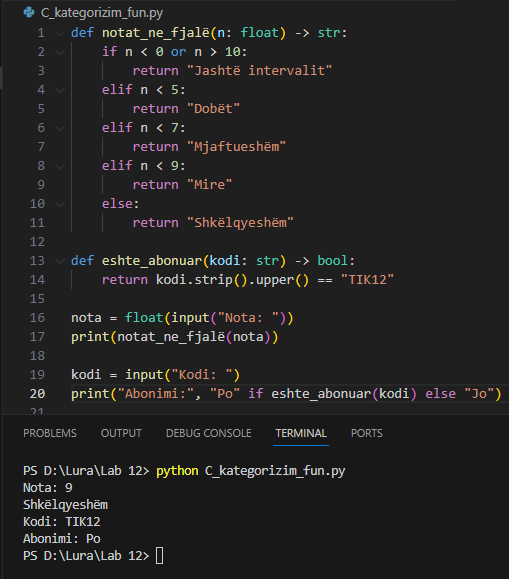 C_kategorizim_fun.py
1 def notat_ne_fjalë(n: float) -> str:
2     if n < 0 or n > 10:
3         return "Jashtë intervalit"
4     elif n < 5:
5         return "Dobët"
6     elif n < 7:
7         return "Mjaftueshëm"
8     elif n < 9:
9         return "Mire"
10     else:
11         return "Shkëlqyeshëm"
12
13 def eshte_abonuar(kodi: str) -> bool:
14     return kodi.strip().upper() == "TIK12"
15
16 nota = float(input("Nota: "))
17 print(notat_ne_fjalë(nota))
18
19 kodi = input("Kodi: ")
20 print("Abonimi:", "Po" if eshte_abonuar(kodi) else "Jo")
21
PROBLEMS OUTPUT DEBUG CONSOLE TERMINAL PORTS
PS D:\Lura\Lab 12> python C_kategorizim_fun.py
Nota: 9
Shkëlqyeshëm
Kodi: TIK12
Abonimi: Po
PS D:\Lura\Lab 12>